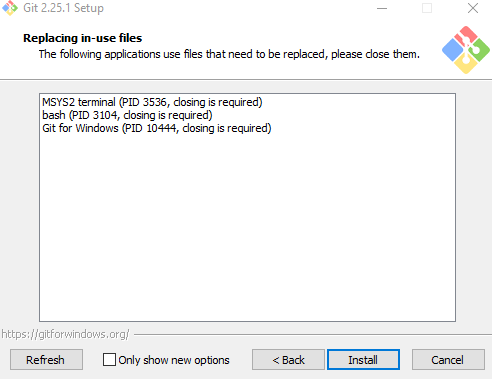 Git 2.25.1 Setup
Replacing in-use files
The following applications use files that need to be replaced, please close them.
MSYS2 terminal (PID 3536, closing is required)
bash (PID 3104, closing is required)
Git for Windows (PID 10444, closing is required)
https://gitforwindows.org/
Refresh Only show new options < Back Install Cancel